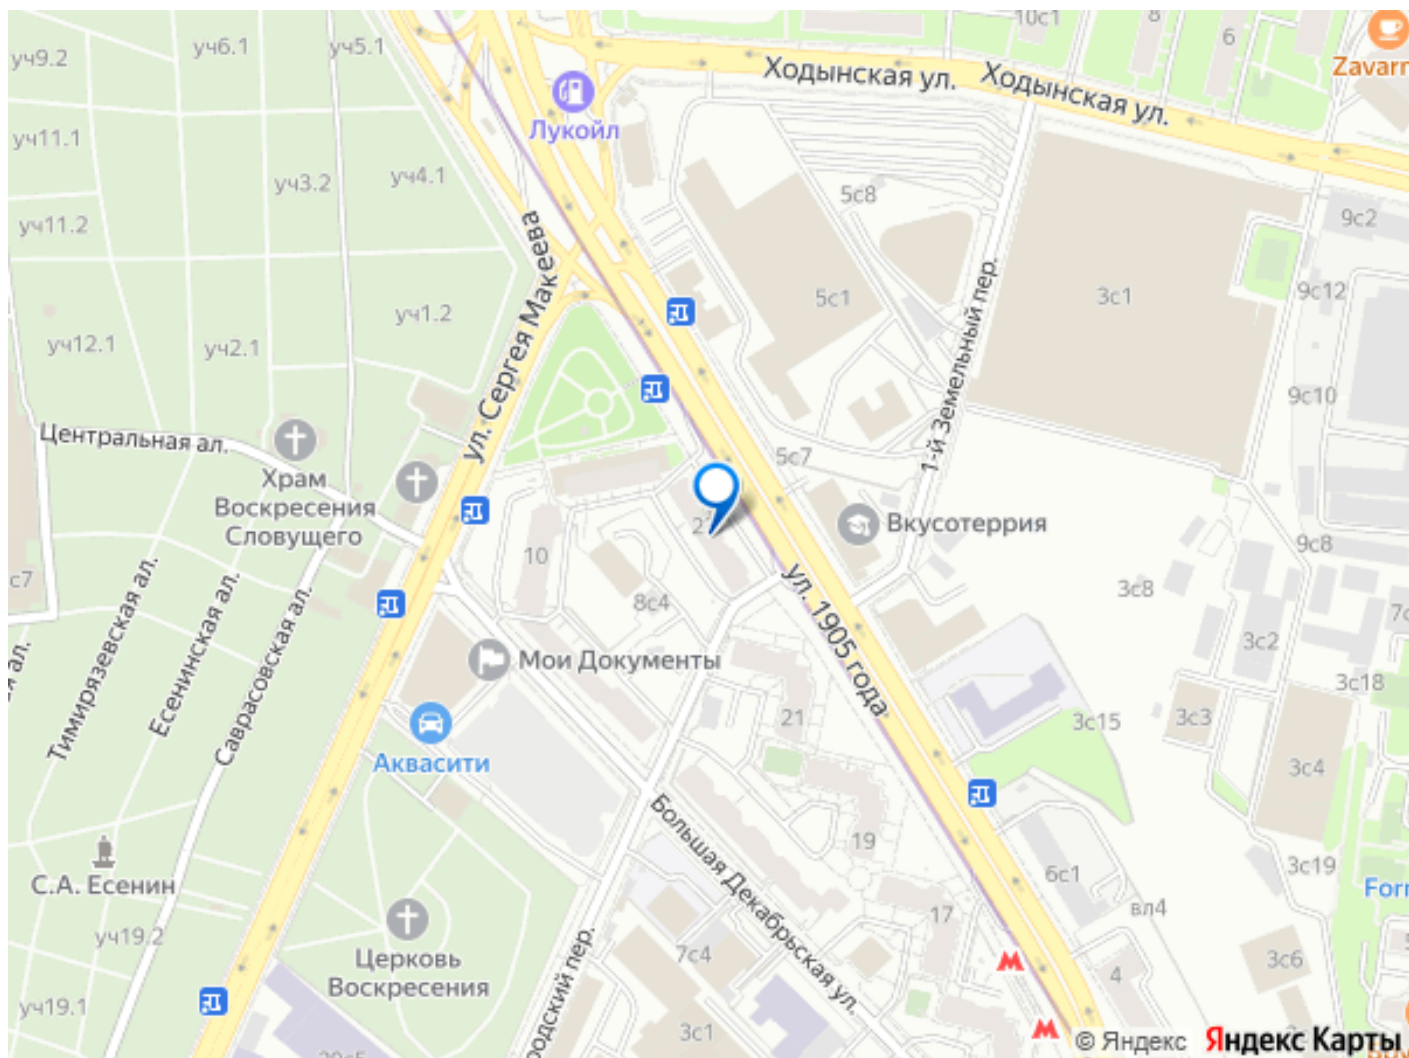 10с1
8
6
Zavarn
уч9.2
уч6.1
уч5.1
Ходынская ул.
Ходынская ул.
Лукойл
уч11.1
уч3.2
уч4.1
5с8
9с2
уч11.2
ул. Сергея Макеева
1-й Земельный пер.
5с1
3с1
9с12
уч12.1
уч2.1
уч1.2
9с10
Центральная ал.
5с7
Храм
Воскресения
Словущего
Вкусотеррия
10
9с8
с7
8с4
3с8
3с2
ул. 1905 года
Тимирязевская ал.
Есенинская ал.
Саврасовская ал.
ал.
Мои Документы
3с18
21
3с15
3с3
Аквасити
3с4
Большая Декабрьская ул.
19
3с19
6с1
С.А. Есенин
вл4
17
уч19.2
7с4
Церковь
Воскресения
родский пер.
4
3с6
уч19.1
3с1
© Яндекс
Яндекс Карты